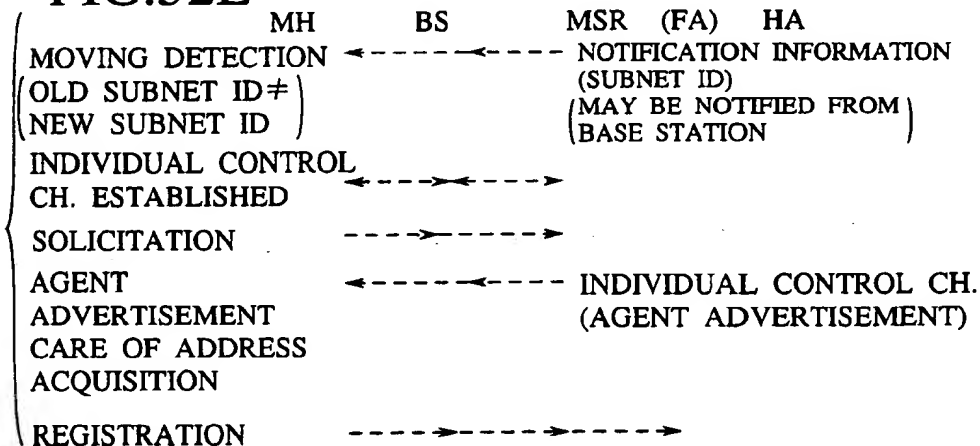 MH BS MSR (FA) HA
MOVING DETECTION NOTIFICATION INFORMATION
(SUBNET ID)
(OLD SUBNET ID≠ NEW SUBNET ID)
(MAY BE NOTIFIED FROM BASE STATION)
INDIVIDUAL CONTROL
CH. ESTABLISHED
SOLICITATION
AGENT INDIVIDUAL CONTROL CH.
ADVERTISEMENT (AGENT ADVERTISEMENT)
CARE OF ADDRESS
ACQUISITION
REGISTRATION